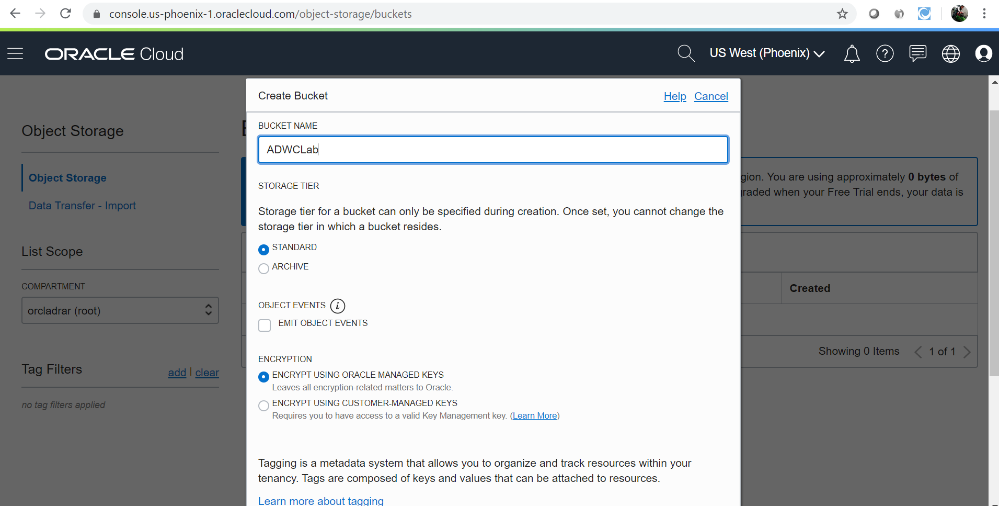 console.us-phoenix-1.oraclecloud.com/object-storage/buckets
ORACLE Cloud
US West (Phoenix)
Object Storage
Object Storage
Data Transfer - Import
List Scope
COMPARTMENT
orcladrar (root)
Tag Filters
add | clear
no tag filters applied
Create Bucket
Help Cancel
BUCKET NAME
ADWCLab
STORAGE TIER
Storage tier for a bucket can only be specified during creation. Once set, you cannot change the
storage tier in which a bucket resides.
STANDARD
ARCHIVE
OBJECT EVENTS i
EMIT OBJECT EVENTS
ENCRYPTION
ENCRYPT USING ORACLE MANAGED KEYS
Leaves all encryption-related matters to Oracle.
ENCRYPT USING CUSTOMER-MANAGED KEYS
Requires you to have access to a valid Key Management key. (Learn More)
Tagging is a metadata system that allows you to organize and track resources within your
tenancy. Tags are composed of keys and values that can be attached to resources.
Learn more about tagging
gion. You are using approximately 0 bytes of
graded when your Free Trial ends, your data is
Created
Showing 0 Items < 1 of 1 >